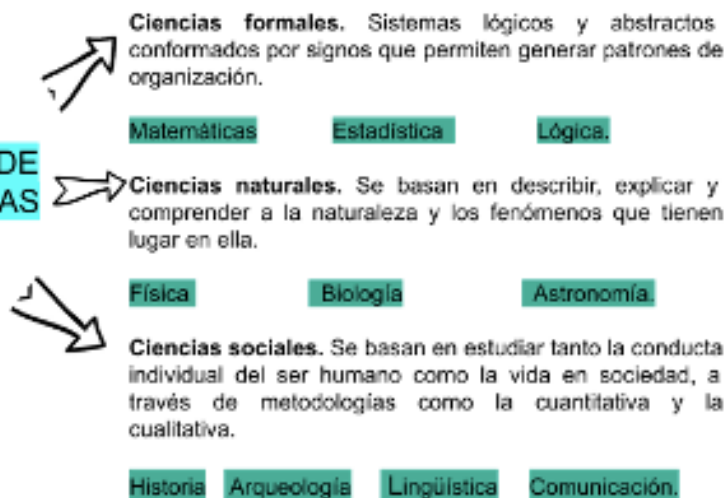 Ciencias formales. Sistemas lógicos y abstractos
conformados por signos que permiten generar patrones de
organización.
Matemáticas Estadística Lógica.
DE
AS
Ciencias naturales. Se basan en describir, explicar y
comprender a la naturaleza y los fenómenos que tienen
lugar en ella.
Física Biología Astronomía.
Ciencias sociales. Se basan en estudiar tanto la conducta
individual del ser humano como la vida en sociedad, a
través de metodologías como la cuantitativa y la
cualitativa.
Historia Arqueología Lingüística Comunicación.